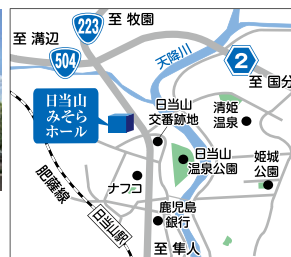 223
至 牧園
至 溝辺
504
天降川
2
至 国分
日当山
みそら
ホール
日当山
交番跡地
清姫
温泉
日当山
温泉公園
姫城
公園
ナフコ
肥薩線
日当山駅
鹿児島
銀行
至 隼人